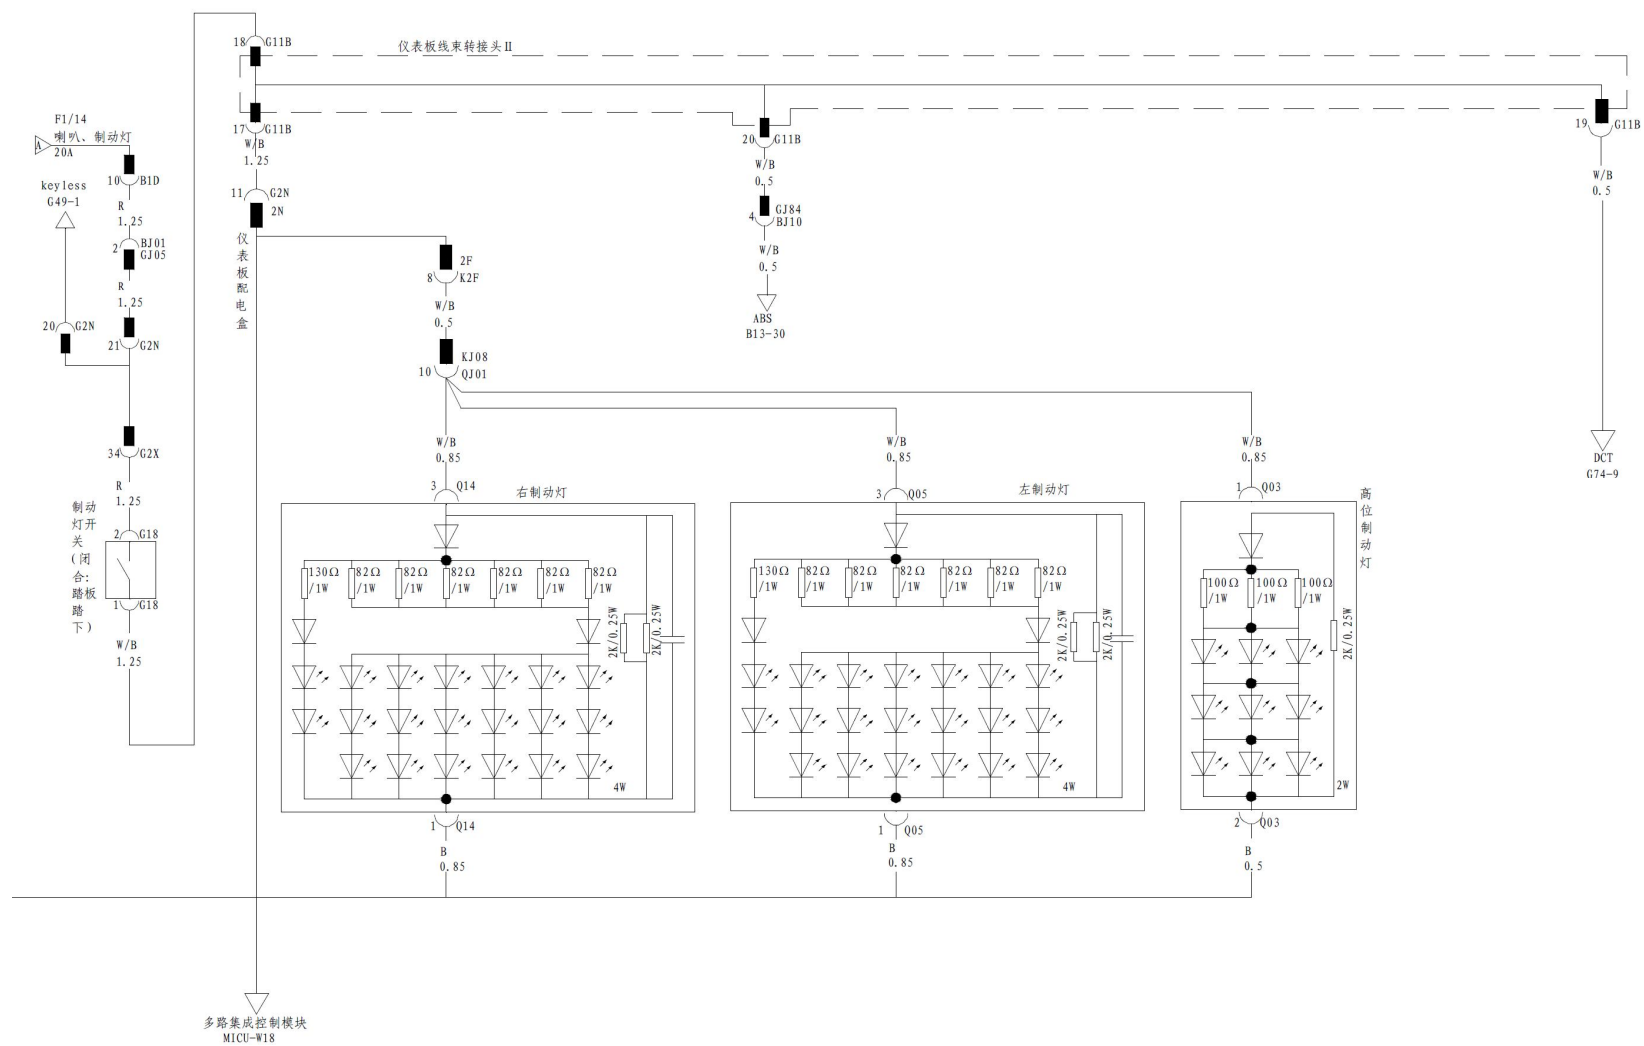 18 G11B
仪表板线束转接头Ⅱ
F1/14
喇叭、制动灯
A
20A
10 B1D
R
1.25
keyless
G49-1
2 BJ01
GJ05
R
1.25
20 G2N
21 G2N
34 G2X
R
1.25
制动
灯开
关
(闭
合:
踏板
踏
下)
2 G18
1 G18
W/B
1.25
17 G11B
W/B
1.25
11 G2N
2N
仪
表
板
配
电
盒
2F
8 K2F
W/B
0.5
KJ08
10 QJ01
20 G11B
W/B
0.5
GJ84
4 BJ10
W/B
0.5
ABS
B13-30
19 G11B
W/B
0.5
DCT
G74-9
W/B
0.85
3 Q14
右制动灯
130Ω 82Ω 82Ω 82Ω 82Ω 82Ω 82Ω
/1W /1W /1W /1W /1W /1W /1W
2K/0.25W
2K/0.25W
4W
1 Q14
B
0.85
W/B
0.85
3 Q05
左制动灯
130Ω 82Ω 82Ω 82Ω 82Ω 82Ω 82Ω
/1W /1W /1W /1W /1W /1W /1W
2K/0.25W
2K/0.25W
4W
1 Q05
B
0.85
W/B
0.85
1 Q03
高
位
制
动
灯
100Ω 100Ω 100Ω
/1W /1W /1W
2K/0.25W
2W
2 Q03
B
0.5
多路集成控制模块
MICU-W18